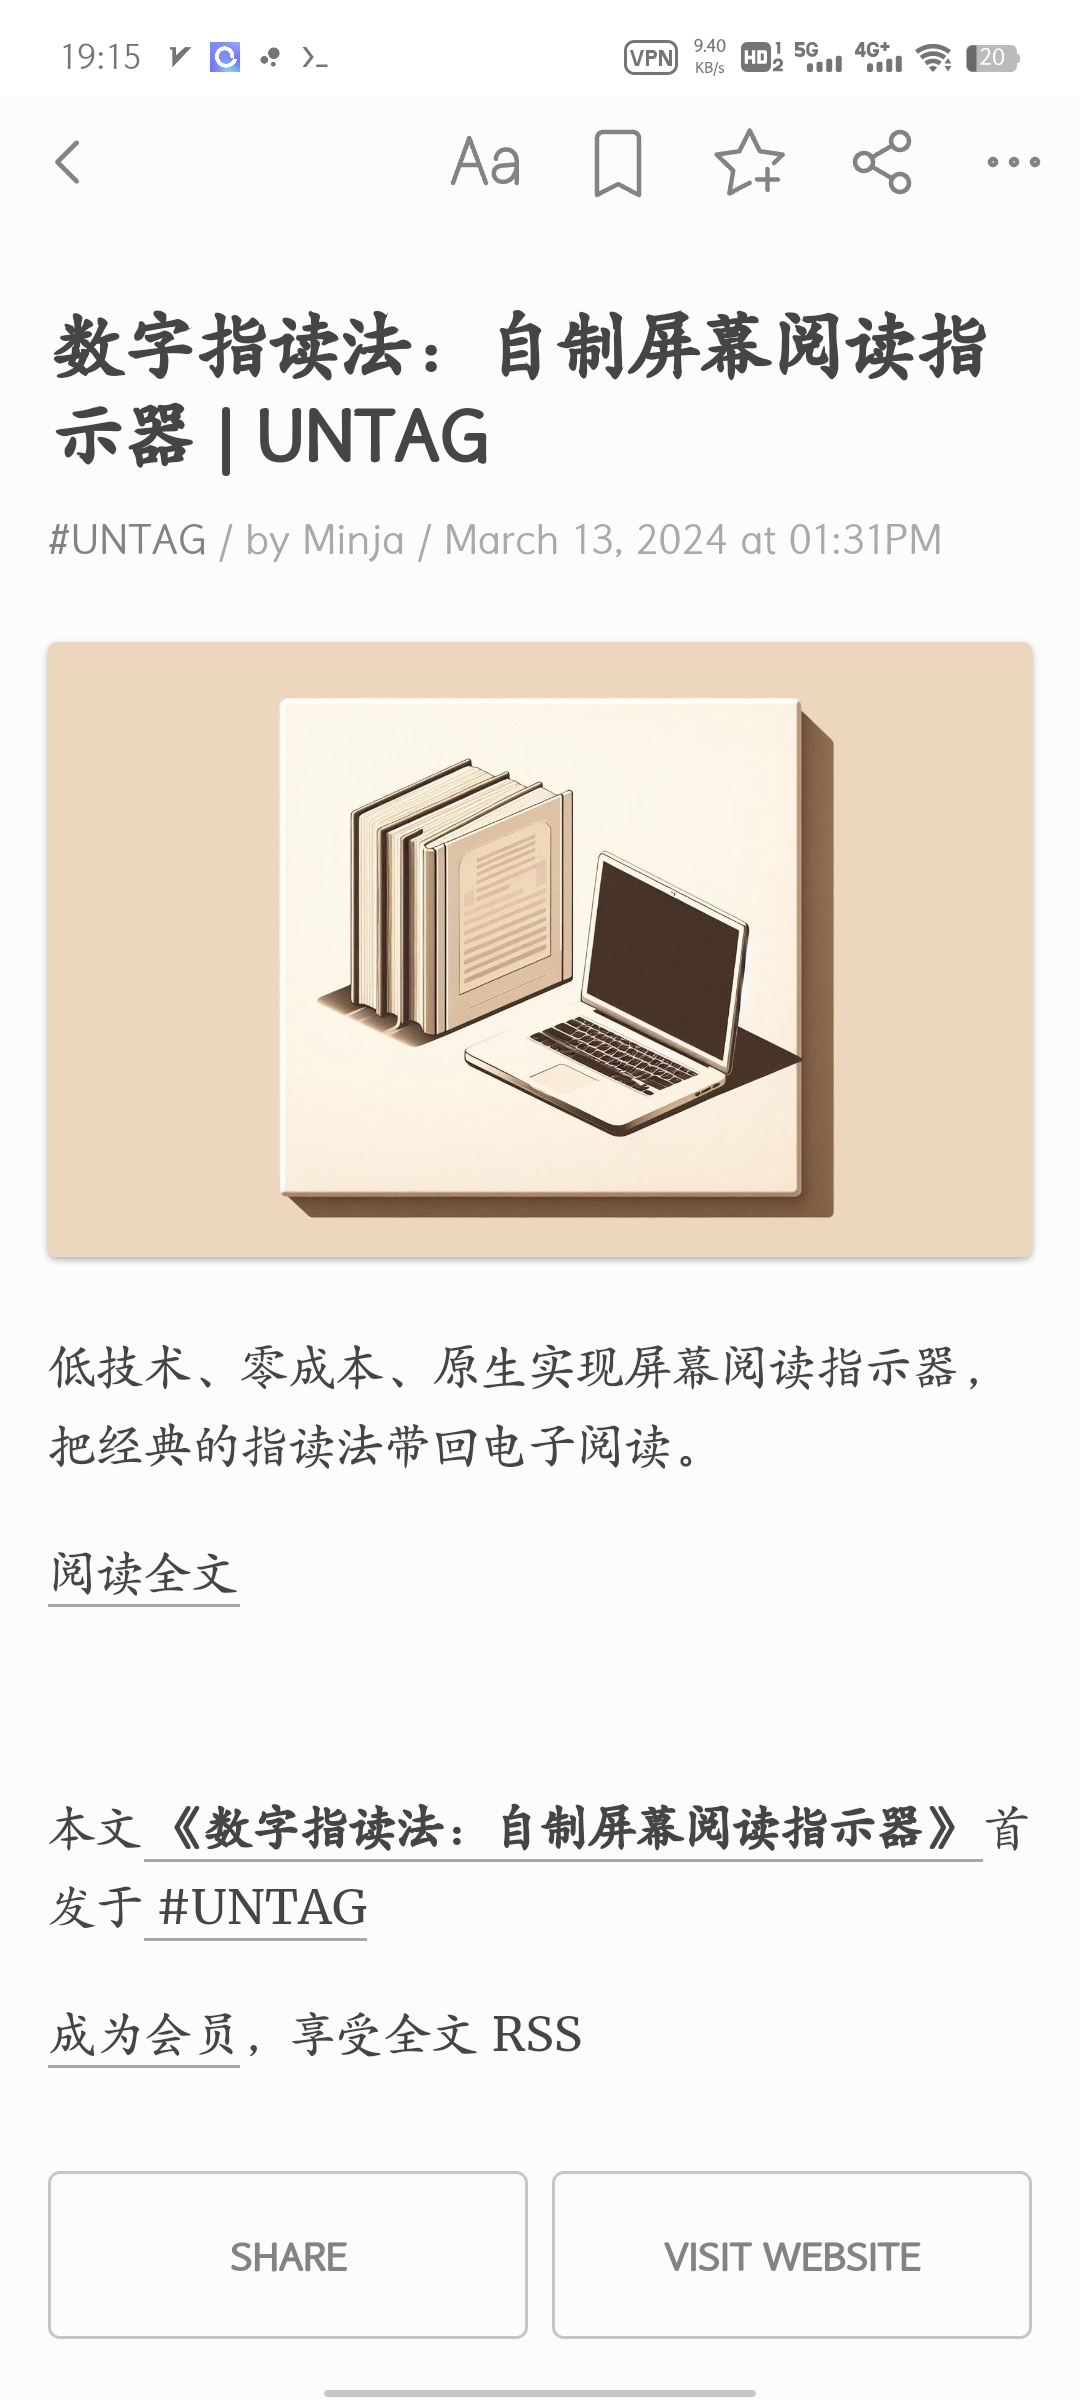 19:15
VPN 9.40 KB/s HD 1 2 5G 4G+ 20
Aa
数字指读法：自制屏幕阅读指
示器 | UNTAG
#UNTAG / by Minja / March 13, 2024 at 01:31PM
低技术、零成本、原生实现屏幕阅读指示器，
把经典的指读法带回电子阅读。
阅读全文
本文《数字指读法：自制屏幕阅读指示器》首
发于 #UNTAG
成为会员，享受全文 RSS
SHARE
VISIT WEBSITE